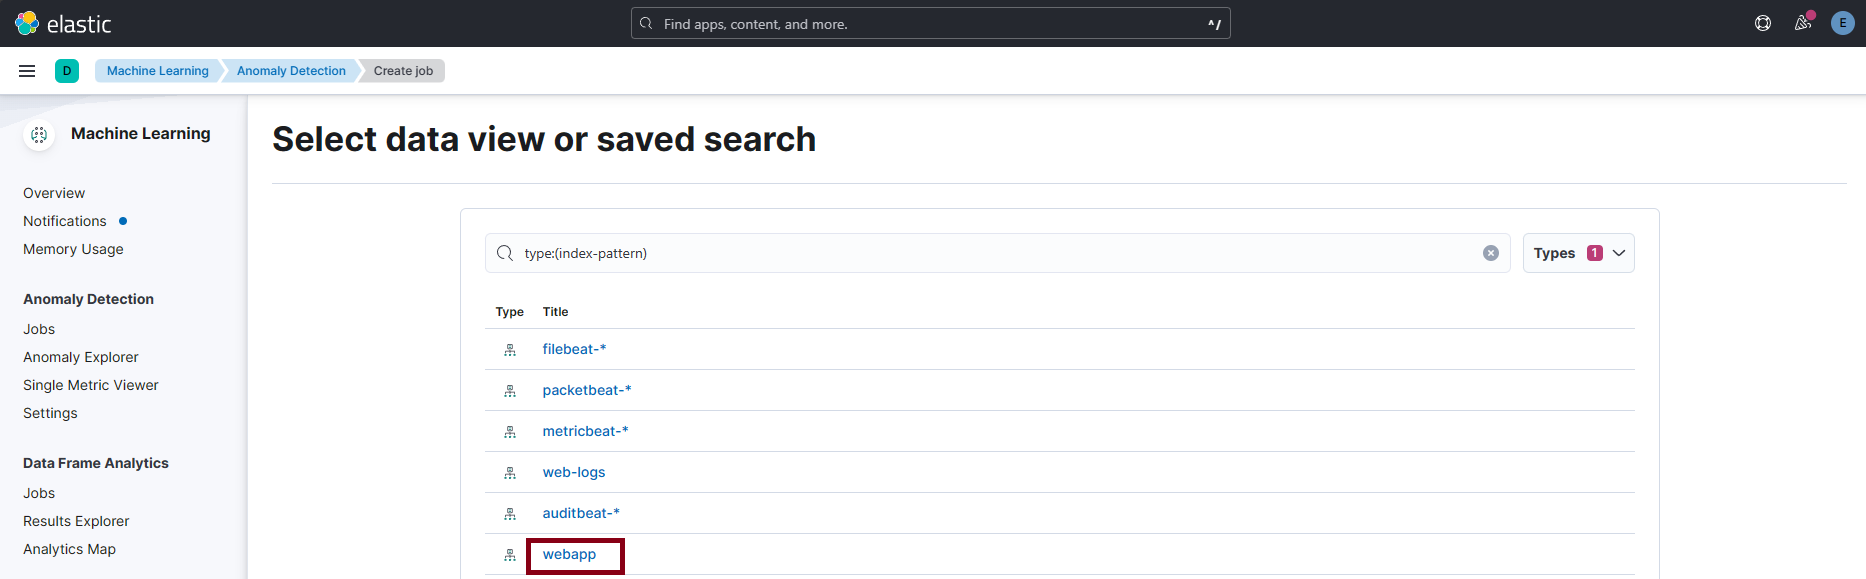 elastic
Find apps, content, and more.
^/
E
D
Machine Learning
Anomaly Detection
Create job
Machine Learning
Overview
Notifications
Memory Usage
Anomaly Detection
Jobs
Anomaly Explorer
Single Metric Viewer
Settings
Data Frame Analytics
Jobs
Results Explorer
Analytics Map
Select data view or saved search
type:(index-pattern)
Types 1
Type Title
filebeat-*
packetbeat-*
metricbeat-*
web-logs
auditbeat-*
webapp